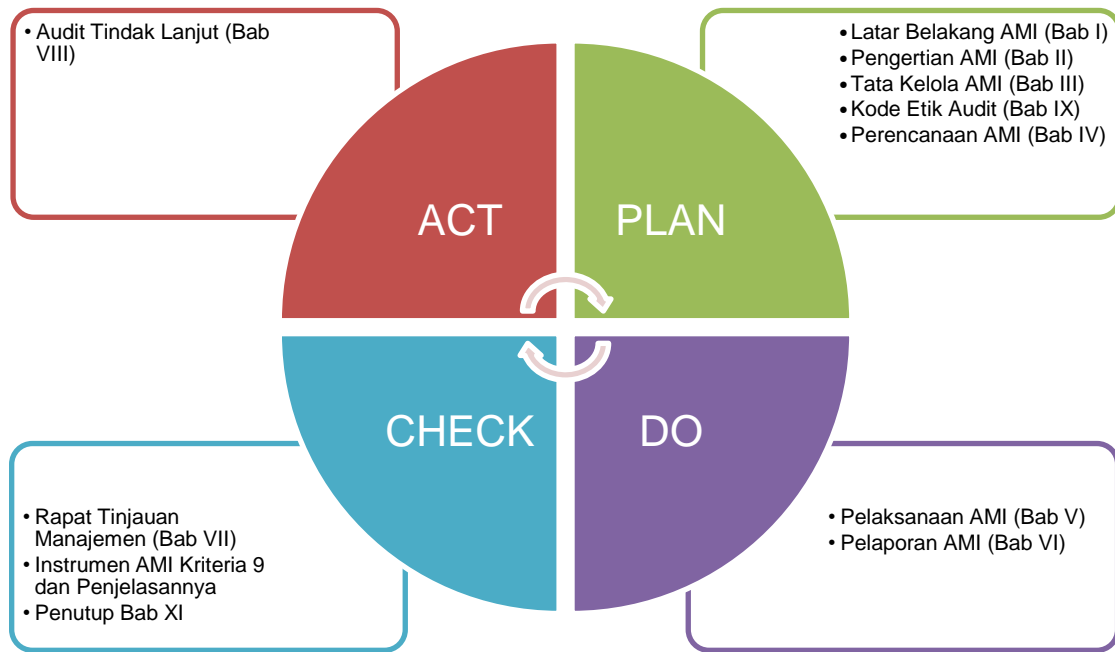 • Audit Tindak Lanjut (Bab
VIII)
• Latar Belakang AMI (Bab I)
• Pengertian AMI (Bab II)
• Tata Kelola AMI (Bab III)
• Kode Etik Audit (Bab IX)
• Perencanaan AMI (Bab IV)
ACT
PLAN
CHECK
DO
• Rapat Tinjauan
Manajemen (Bab VII)
• Instrumen AMI Kriteria 9
dan Penjelasannya
• Penutup Bab XI
• Pelaksanaan AMI (Bab V)
• Pelaporan AMI (Bab VI)